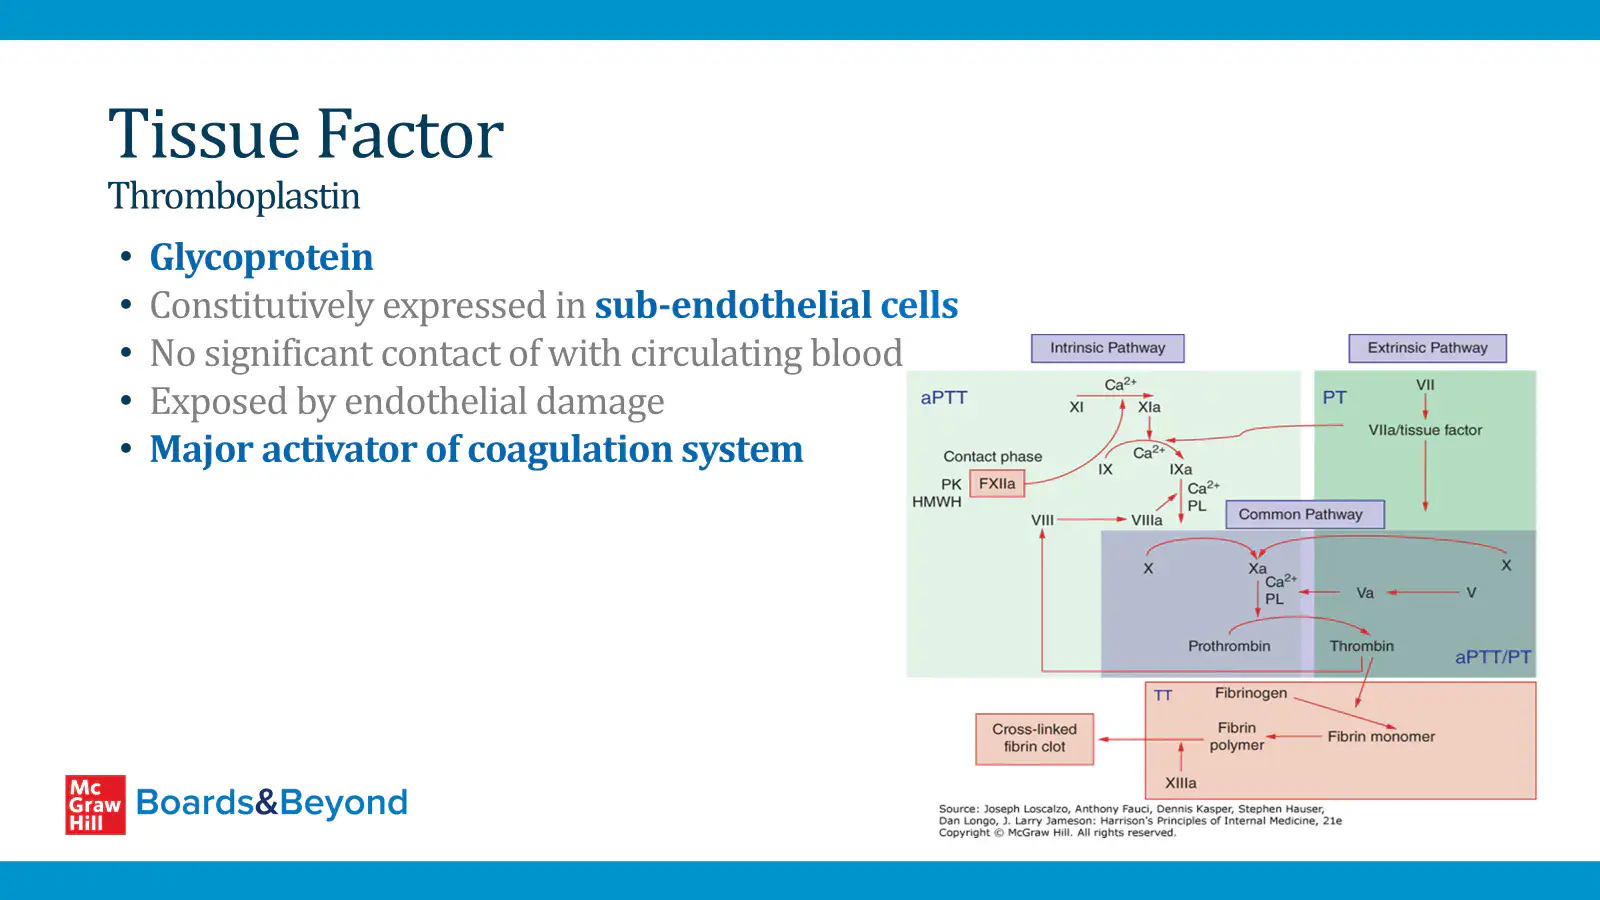 Tissue Factor
Thromboplastin
• Glycoprotein
• Constitutively expressed in sub-endothelial cells
• No significant contact of with circulating blood
• Exposed by endothelial damage
• Major activator of coagulation system
Intrinsic Pathway
Extrinsic Pathway
aPTT
Ca2+
XI
XIa
PT
VII
VIIa/tissue factor
Contact phase
Ca2+
IX
IXa
PK
FXIIa
HMWH
Ca2+
PL
VIII
VIIIa
Common Pathway
X
Xa
X
Ca2+
PL
Va
V
Prothrombin
Thrombin
aPTT/PT
TT
Fibrinogen
Cross-linked
fibrin clot
Fibrin
polymer
Fibrin monomer
XIIIa
Mc
Graw
Hill
Boards&Beyond
Source: Joseph Loscalzo, Anthony Fauci, Dennis Kasper, Stephen Hauser,
Dan Longo, J. Larry Jameson: Harrison's Principles of Internal Medicine, 21e
Copyright © McGraw Hill. All rights reserved.